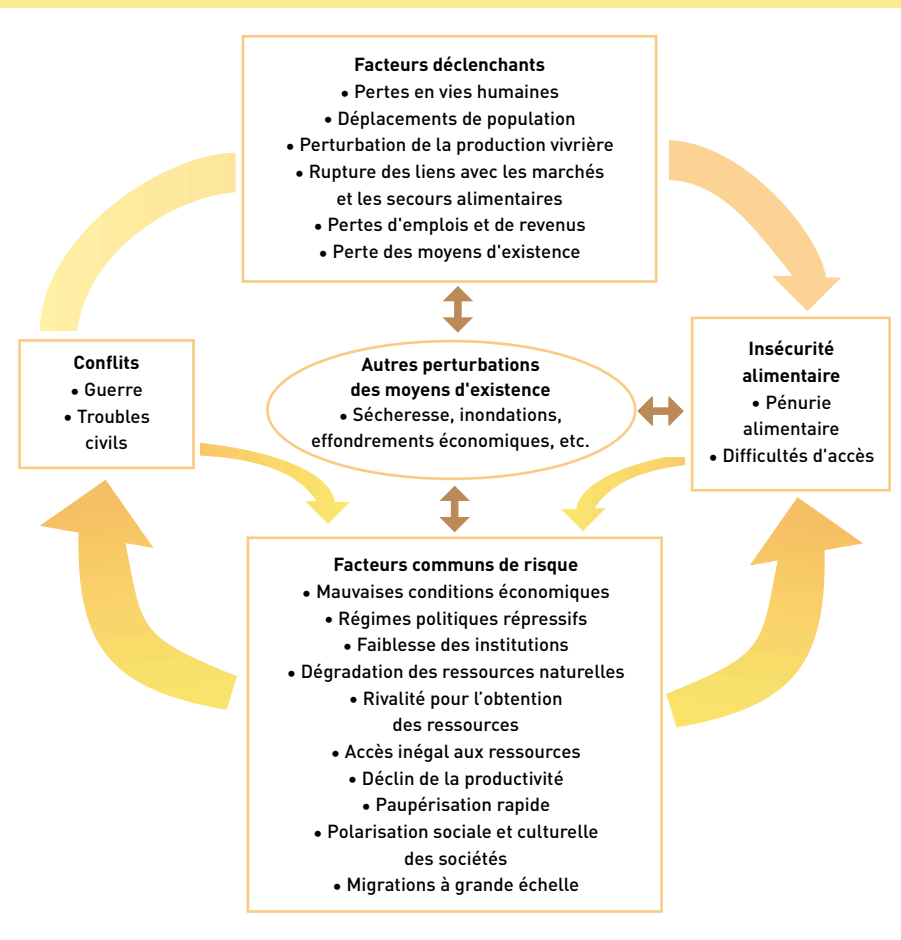 Facteurs déclenchants
• Pertes en vies humaines
• Déplacements de population
• Perturbation de la production vivrière
• Rupture des liens avec les marchés
et les secours alimentaires
• Pertes d'emplois et de revenus
• Perte des moyens d'existence
Conflits
• Guerre
• Troubles
civils
Autres perturbations
des moyens d'existence
• Sécheresse, inondations,
effondrements économiques, etc.
Insécurité
alimentaire
• Pénurie
alimentaire
• Difficultés d'accès
Facteurs communs de risque
• Mauvaises conditions économiques
• Régimes politiques répressifs
• Faiblesse des institutions
• Dégradation des ressources naturelles
• Rivalité pour l’obtention
des ressources
• Accès inégal aux ressources
• Déclin de la productivité
• Paupérisation rapide
• Polarisation sociale et culturelle
des sociétés
• Migrations à grande échelle